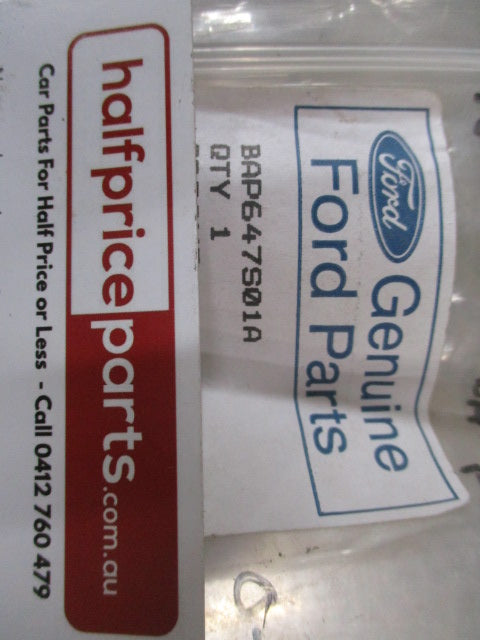 Ford
Genuine
Ford Parts
BAP647S01A
QTY 1
halfpriceparts.com.au
Car Parts For Half Price or Less - Call 0412 760 479